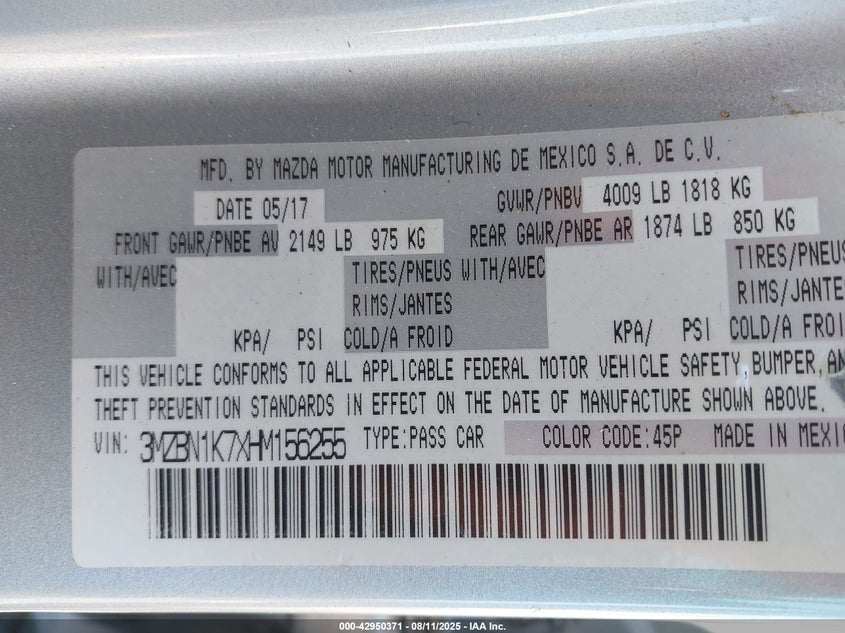 MFD. BY MAZDA MOTOR MANUFACTURING DE MEXICO S.A. DE C.V.
DATE 05/17 GVWR/PNBV 4009 LB 1818 KG
FRONT GAWR/PNBE AV 2149 LB 975 KG REAR GAWR/PNBE AR 1874 LB 850 KG
WITH/AVEC TIRES/PNEUS WITH/AVEC TIRES/PNEUS
RIMS/JANTES RIMS/JANTES
KPA/ PSI COLD/A FROID KPA/ PSI COLD/A FROI
THIS VEHICLE CONFORMS TO ALL APPLICABLE FEDERAL MOTOR VEHICLE SAFETY, BUMPER, AN
THEFT PREVENTION STANDARDS IN EFFECT ON THE DATE OF MANUFACTURE SHOWN ABOVE.
VIN: 3MZBN1K7XHM156255 TYPE:PASS CAR COLOR CODE:45P MADE IN MEXIC
000-42950371 - 08/11/2025 - IAA Inc.